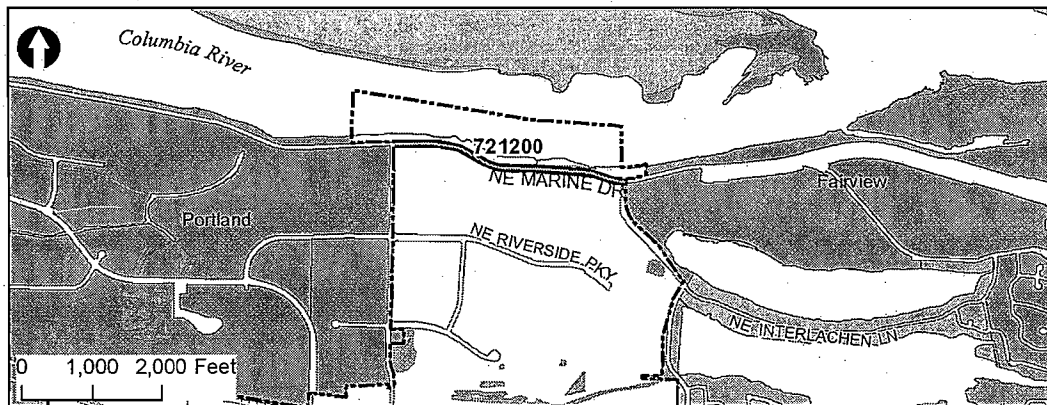 Columbia River
721200
NE MARINE DR
Fairview
Portland
NE RIVERSIDE PKY
NE INTERLACHEN LN
0 1,000 2,000 Feet